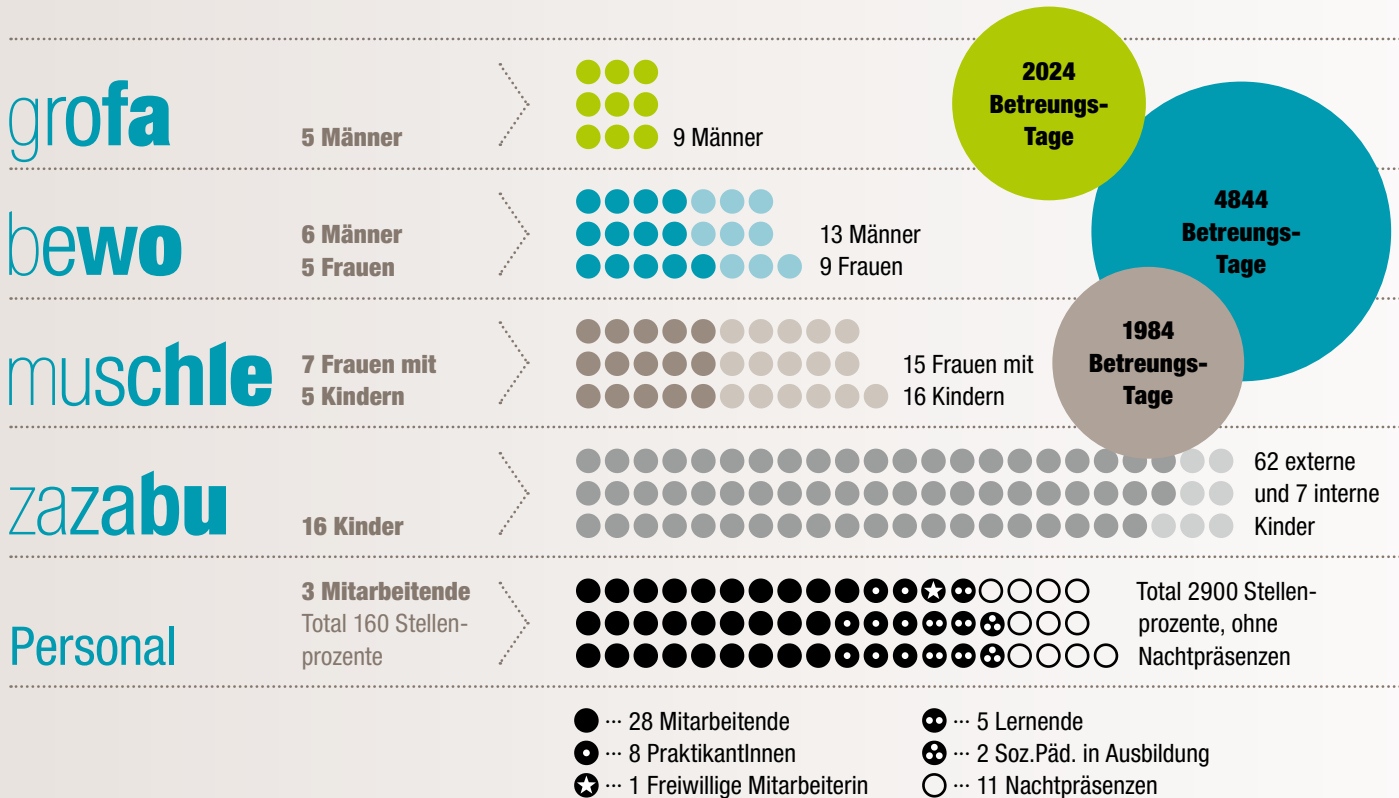 grofa
5 Männer
9 Männer
2024
Betreungs-
Tage
bewo
6 Männer
5 Frauen
13 Männer
9 Frauen
4844
Betreungs-
Tage
muschle
7 Frauen mit
5 Kindern
15 Frauen mit
16 Kindern
1984
Betreungs-
Tage
zazabu
16 Kinder
62 externe
und 7 interne
Kinder
Personal
3 Mitarbeitende
Total 160 Stellen-
prozente
Total 2900 Stellen-
prozente, ohne
Nachtpräsenzen
··· 28 Mitarbeitende
··· 8 PraktikantInnen
··· 1 Freiwillige Mitarbeiterin
··· 5 Lernende
··· 2 Soz.Päd. in Ausbildung
··· 11 Nachtpräsenzen